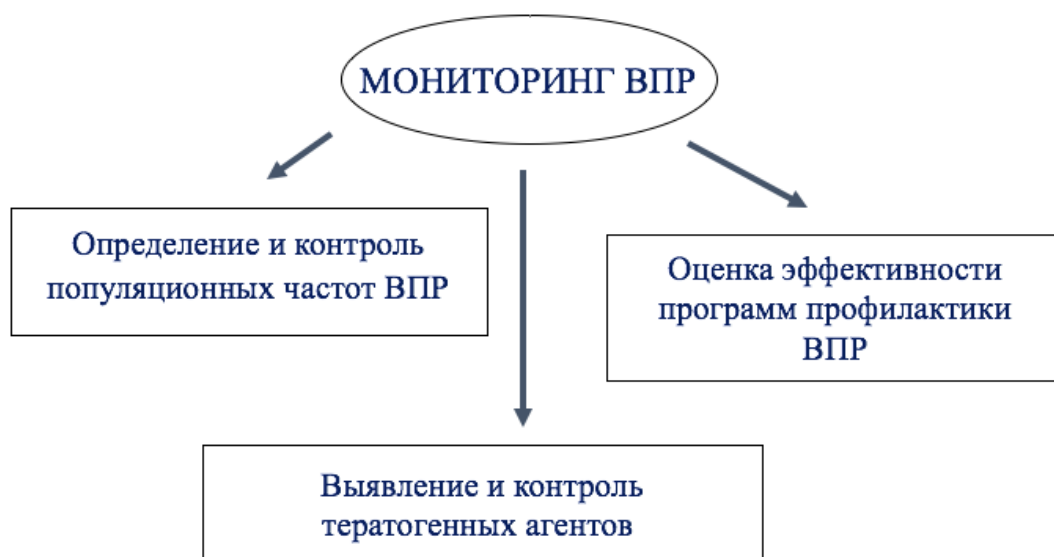 МОНИТОРИНГ ВПР
Определение и контроль
популяционных частот ВПР
Оценка эффективности
программ профилактики
ВПР
Выявление и контроль
тератогенных агентов